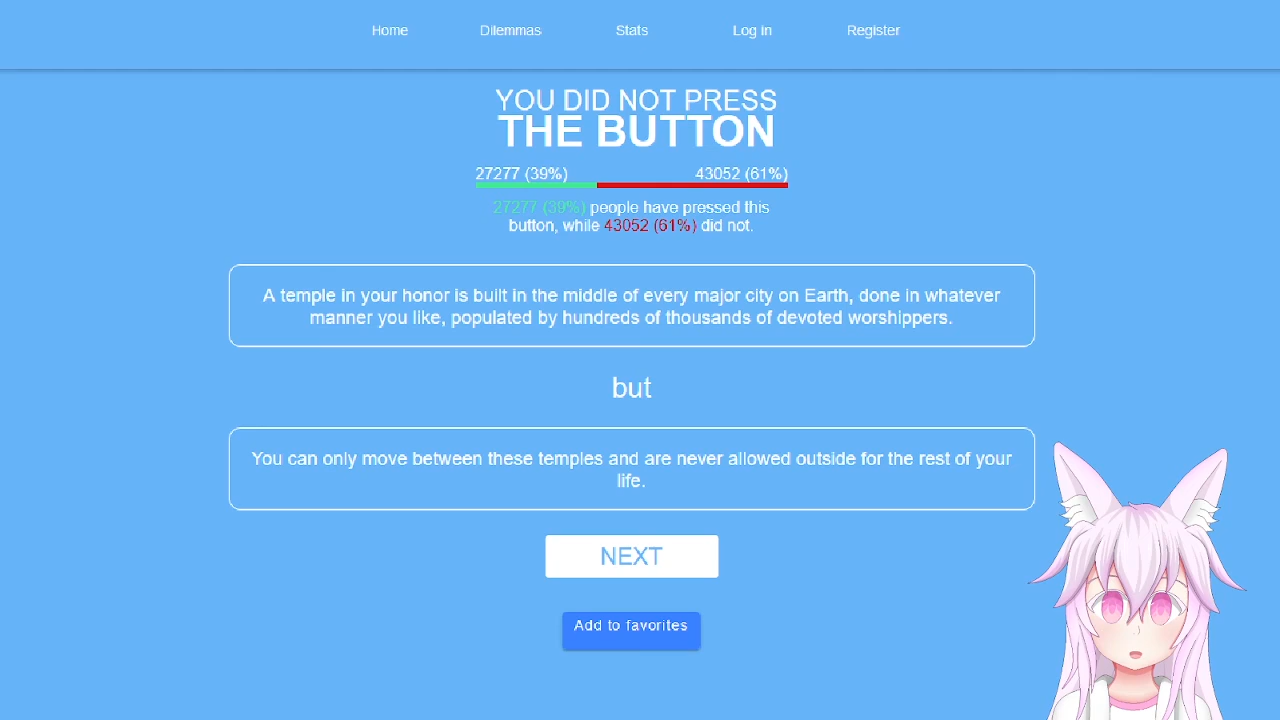 Home Dilemmas Stats Log in Register
YOU DID NOT PRESS
THE BUTTON
27277 (39%) 43052 (61%)
27277 (39%) people have pressed this
button, while 43052 (61%) did not.
A temple in your honor is built in the middle of every major city on Earth, done in whatever
manner you like, populated by hundreds of thousands of devoted worshippers.
but
You can only move between these temples and are never allowed outside for the rest of your
life.
NEXT
Add to favorites